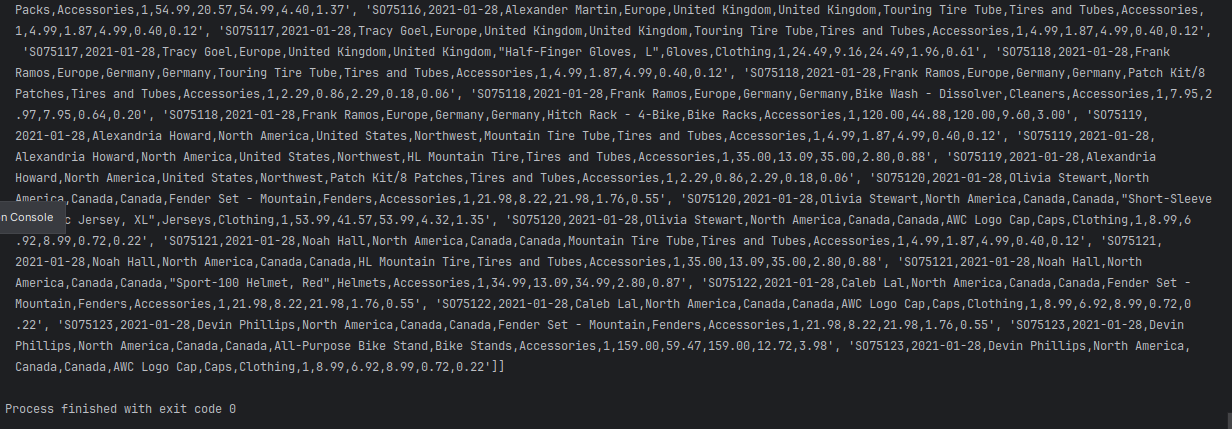 Packs,Accessories,1,54.99,20.57,54.99,4.40,1.37', 'SO75116,2021-01-28,Alexander Martin,Europe,United Kingdom,United Kingdom,Touring Tire Tube,Tires and Tubes,Accessories,
1,4.99,1.87,4.99,0.40,0.12', 'SO75117,2021-01-28,Tracy Goel,Europe,United Kingdom,United Kingdom,Touring Tire Tube,Tires and Tubes,Accessories,1,4.99,1.87,4.99,0.40,0.12',
'SO75117,2021-01-28,Tracy Goel,Europe,United Kingdom,United Kingdom,"Half-Finger Gloves, L",Gloves,Clothing,1,24.49,9.16,24.49,1.96,0.61', 'SO75118,2021-01-28,Frank
Ramos,Europe,Germany,Germany,Touring Tire Tube,Tires and Tubes,Accessories,1,4.99,1.87,4.99,0.40,0.12', 'SO75118,2021-01-28,Frank Ramos,Europe,Germany,Germany,Patch Kit/8
Patches,Tires and Tubes,Accessories,1,2.29,0.86,2.29,0.18,0.06', 'SO75118,2021-01-28,Frank Ramos,Europe,Germany,Germany,Bike Wash - Dissolver,Cleaners,Accessories,1,7.95,2
.97,7.95,0.64,0.20', 'SO75118,2021-01-28,Frank Ramos,Europe,Germany,Germany,Hitch Rack - 4-Bike,Bike Racks,Accessories,1,120.00,44.88,120.00,9.60,3.00', 'SO75119,
2021-01-28,Alexandria Howard,North America,United States,Northwest,Mountain Tire Tube,Tires and Tubes,Accessories,1,4.99,1.87,4.99,0.40,0.12', 'SO75119,2021-01-28,
Alexandria Howard,North America,United States,Northwest,HL Mountain Tire,Tires and Tubes,Accessories,1,35.00,13.09,35.00,2.80,0.88', 'SO75119,2021-01-28,Alexandria
Howard,North America,United States,Northwest,Patch Kit/8 Patches,Tires and Tubes,Accessories,1,2.29,0.86,2.29,0.18,0.06', 'SO75120,2021-01-28,Olivia Stewart,North
America,Canada,Canada,Fender Set - Mountain,Fenders,Accessories,1,21.98,8.22,21.98,1.76,0.55', 'SO75120,2021-01-28,Olivia Stewart,North America,Canada,Canada,"Short-Sleeve
n Console
c Jersey, XL",Jerseys,Clothing,1,53.99,41.57,53.99,4.32,1.35', 'SO75120,2021-01-28,Olivia Stewart,North America,Canada,Canada,AWC Logo Cap,Caps,Clothing,1,8.99,6
.92,8.99,0.72,0.22', 'SO75121,2021-01-28,Noah Hall,North America,Canada,Canada,Mountain Tire Tube,Tires and Tubes,Accessories,1,4.99,1.87,4.99,0.40,0.12', 'SO75121,
2021-01-28,Noah Hall,North America,Canada,Canada,HL Mountain Tire,Tires and Tubes,Accessories,1,35.00,13.09,35.00,2.80,0.88', 'SO75121,2021-01-28,Noah Hall,North
America,Canada,Canada,"Sport-100 Helmet, Red",Helmets,Accessories,1,34.99,13.09,34.99,2.80,0.87', 'SO75122,2021-01-28,Caleb Lal,North America,Canada,Canada,Fender Set -
Mountain,Fenders,Accessories,1,21.98,8.22,21.98,1.76,0.55', 'SO75122,2021-01-28,Caleb Lal,North America,Canada,Canada,AWC Logo Cap,Caps,Clothing,1,8.99,6.92,8.99,0.72,0
.22', 'SO75123,2021-01-28,Devin Phillips,North America,Canada,Canada,Fender Set - Mountain,Fenders,Accessories,1,21.98,8.22,21.98,1.76,0.55', 'SO75123,2021-01-28,Devin
Phillips,North America,Canada,Canada,All-Purpose Bike Stand,Bike Stands,Accessories,1,159.00,59.47,159.00,12.72,3.98', 'SO75123,2021-01-28,Devin Phillips,North America,
Canada,Canada,AWC Logo Cap,Caps,Clothing,1,8.99,6.92,8.99,0.72,0.22']]
Process finished with exit code 0